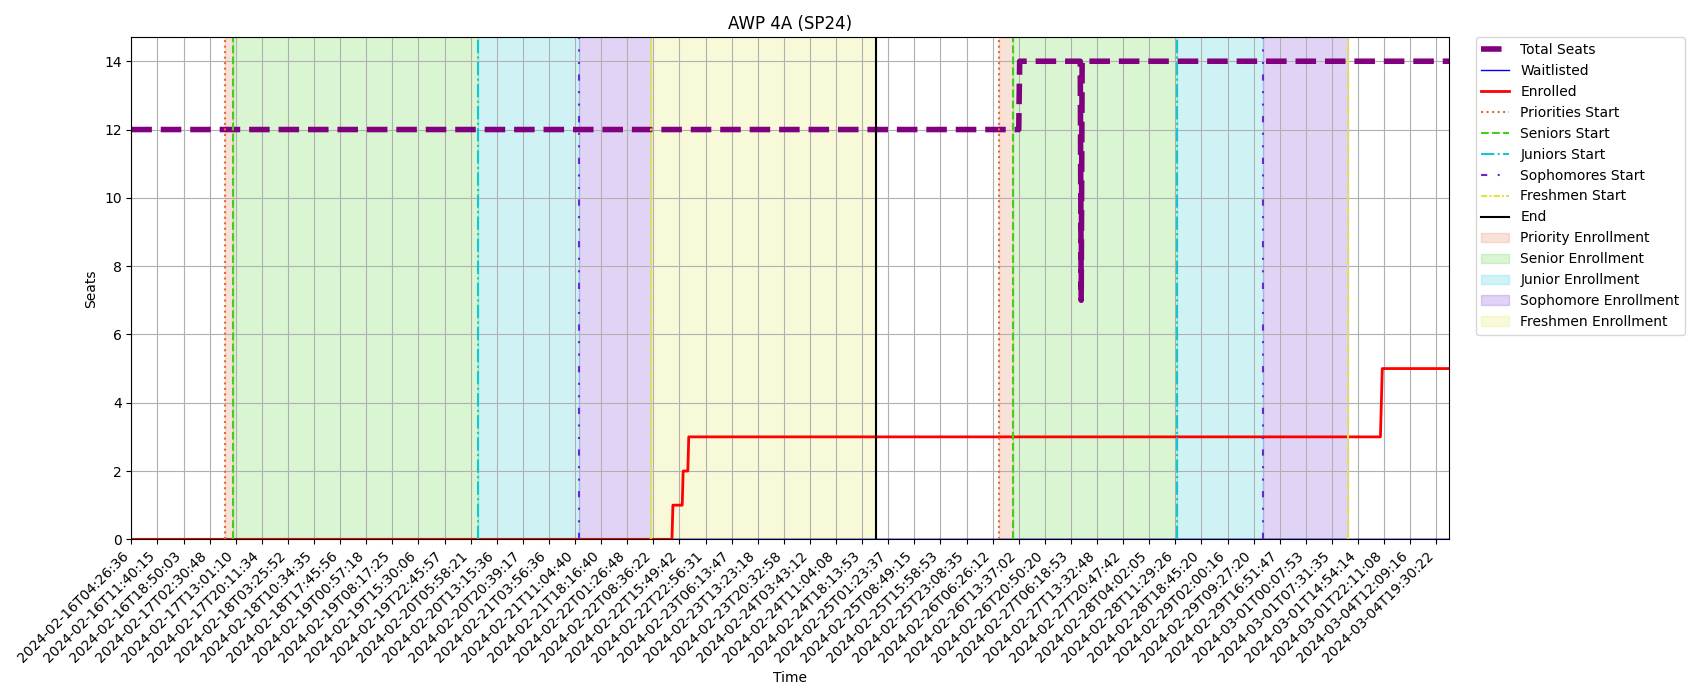 AWP 4A (SP24)
Seats
14
12
10
8
6
4
2
0
2024-02-16T04:26:36
2024-02-16T11:40:15
2024-02-16T18:50:03
2024-02-17T02:30:48
2024-02-17T13:01:10
2024-02-17T20:11:34
2024-02-18T03:25:52
2024-02-18T10:34:35
2024-02-18T17:45:56
2024-02-19T00:57:18
2024-02-19T08:17:25
2024-02-19T15:30:06
2024-02-19T22:45:57
2024-02-20T05:58:21
2024-02-20T13:15:36
2024-02-20T20:39:17
2024-02-21T03:56:36
2024-02-21T11:04:40
2024-02-21T18:16:40
2024-02-22T01:26:48
2024-02-22T08:36:22
2024-02-22T15:49:42
2024-02-22T22:56:31
2024-02-23T06:13:47
2024-02-23T13:23:18
2024-02-23T20:32:58
2024-02-24T03:43:12
2024-02-24T11:04:09
2024-02-24T18:13:53
2024-02-25T01:23:37
2024-02-25T08:49:15
2024-02-25T15:58:53
2024-02-25T23:08:35
2024-02-26T06:26:12
2024-02-26T13:37:02
2024-02-26T20:50:20
2024-02-27T06:18:53
2024-02-27T13:32:48
2024-02-27T20:47:42
2024-02-28T04:02:05
2024-02-28T11:29:26
2024-02-28T18:45:20
2024-02-29T02:00:16
2024-02-29T09:27:20
2024-02-29T16:51:47
2024-03-01T00:07:53
2024-03-01T07:31:35
2024-03-01T14:54:14
2024-03-01T22:11:08
2024-03-04T12:09:16
2024-03-04T19:30:22
Time
Total Seats
Waitlisted
Enrolled
Priorities Start
Seniors Start
Juniors Start
Sophomores Start
Freshmen Start
End
Priority Enrollment
Senior Enrollment
Junior Enrollment
Sophomore Enrollment
Freshmen Enrollment